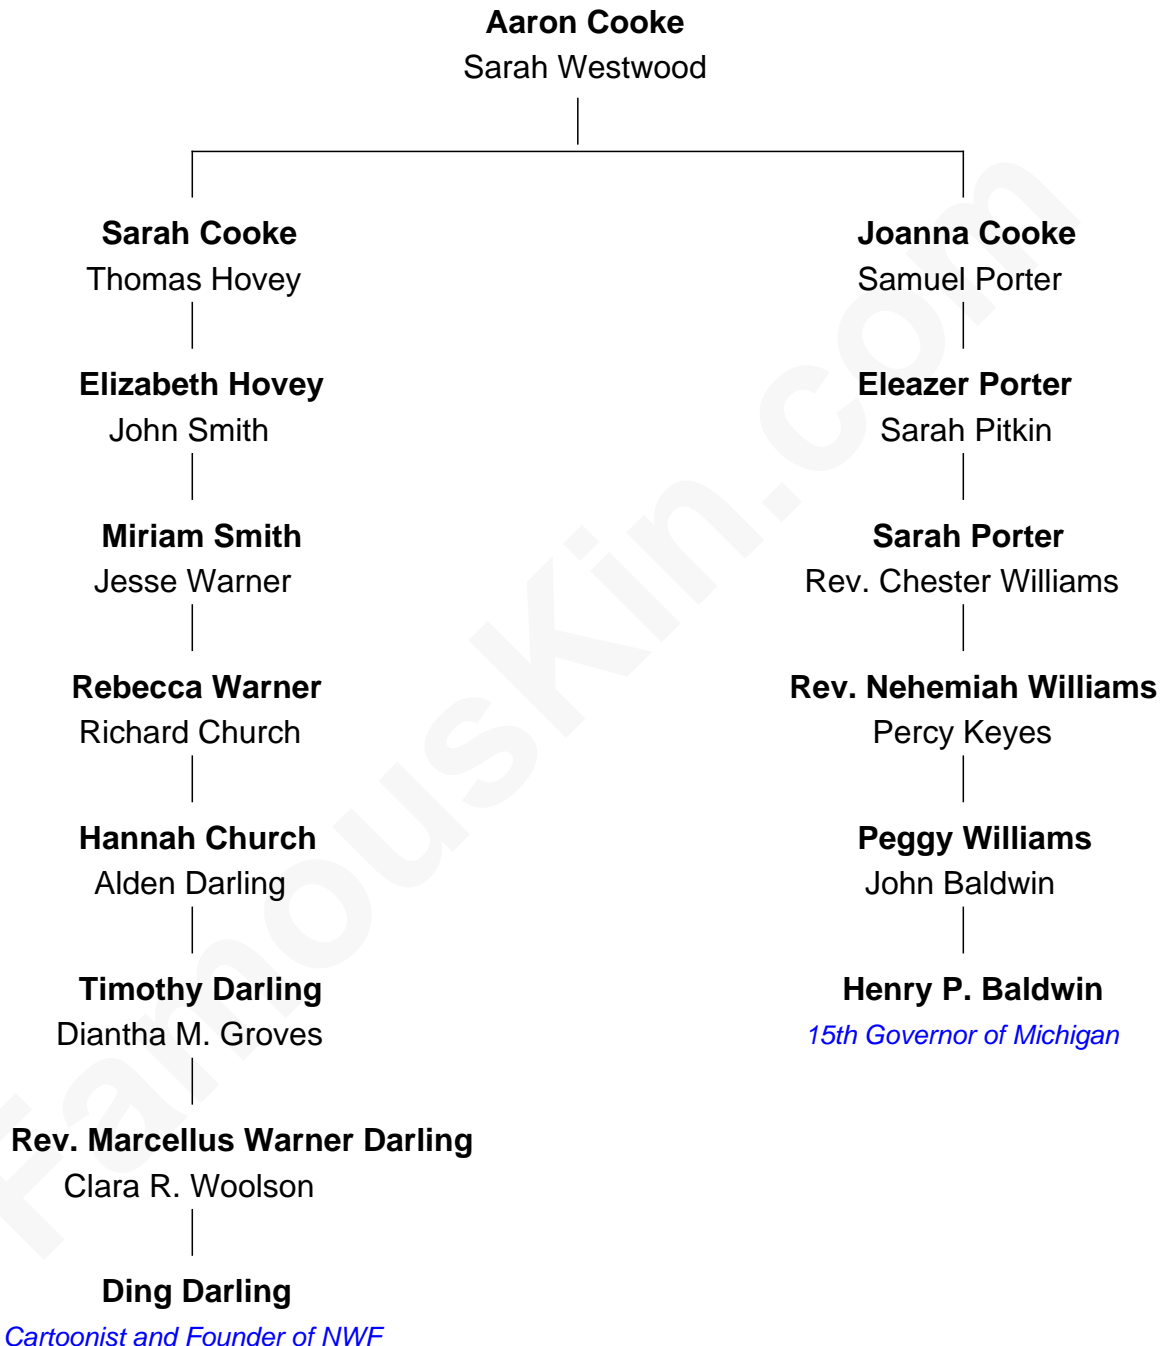 Aaron Cooke
Sarah Westwood
Sarah Cooke
Thomas Hovey
Joanna Cooke
Samuel Porter
Elizabeth Hovey
John Smith
Eleazer Porter
Sarah Pitkin
Miriam Smith
Jesse Warner
Sarah Porter
Rev. Chester Williams
Rebecca Warner
Richard Church
Rev. Nehemiah Williams
Percy Keyes
Hannah Church
Alden Darling
Peggy Williams
John Baldwin
Timothy Darling
Diantha M. Groves
Henry P. Baldwin
15th Governor of Michigan
Rev. Marcellus Warner Darling
Clara R. Woolson
Ding Darling
Cartoonist and Founder of NWF
FamousKin.com